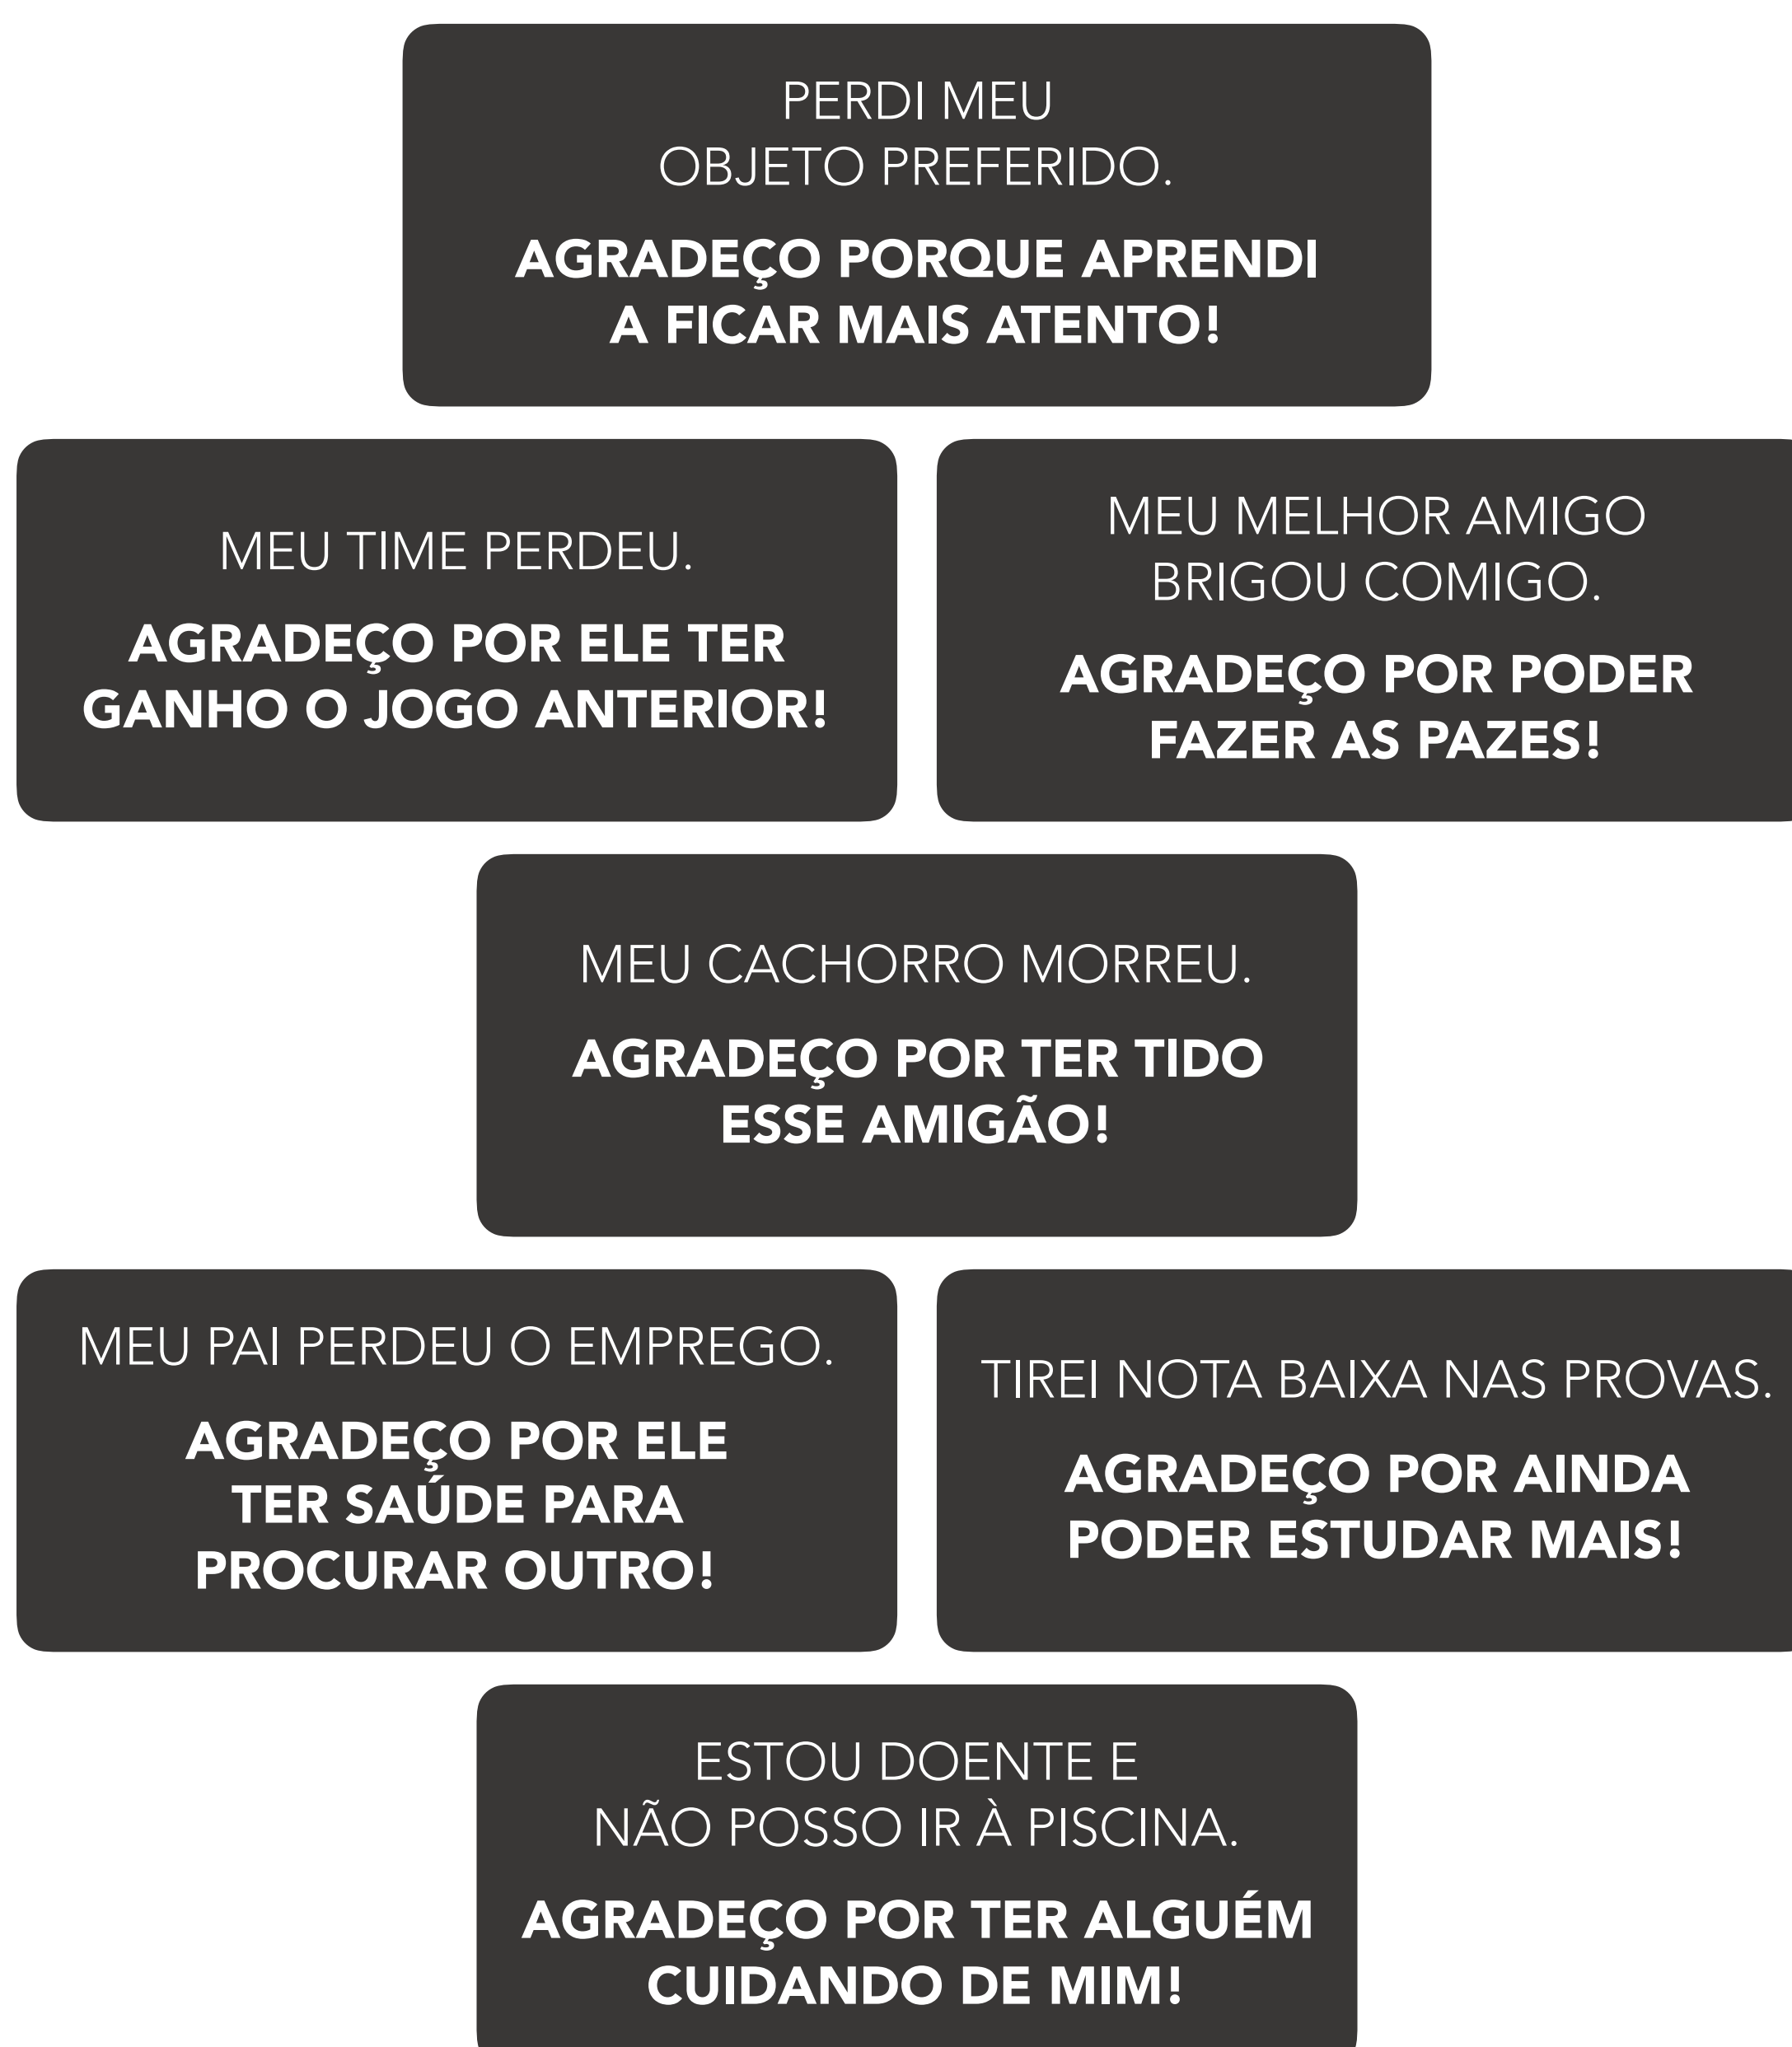 PERDI MEU
OBJETO PREFERIDO.
AGRADEÇO PORQUE APRENDI
A FICAR MAIS ATENTO!
MEU TIME PERDEU.
AGRADEÇO POR ELE TER
GANHO O JOGO ANTERIOR!
MEU MELHOR AMIGO
BRIGOU COMIGO.
AGRADEÇO POR PODER
FAZER AS PAZES!
MEU CACHORRO MORREU.
AGRADEÇO POR TER TIDO
ESSE AMIGÃO!
MEU PAI PERDEU O EMPREGO.
AGRADEÇO POR ELE
TER SAÚDE PARA
PROCURAR OUTRO!
TIREI NOTA BAIXA NAS PROVAS.
AGRADEÇO POR AINDA
PODER ESTUDAR MAIS!
ESTOU DOENTE E
NÃO POSSO IR À PISCINA.
AGRADEÇO POR TER ALGUÉM
CUIDANDO DE MIM!